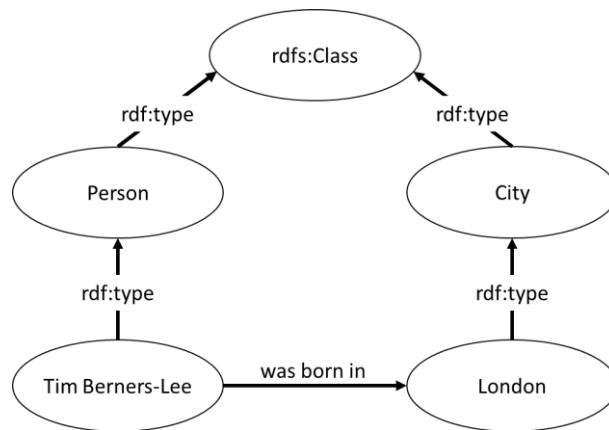 rdfs:Class
rdf:type
rdf:type
Person
City
rdf:type
rdf:type
was born in
Tim Berners-Lee
London